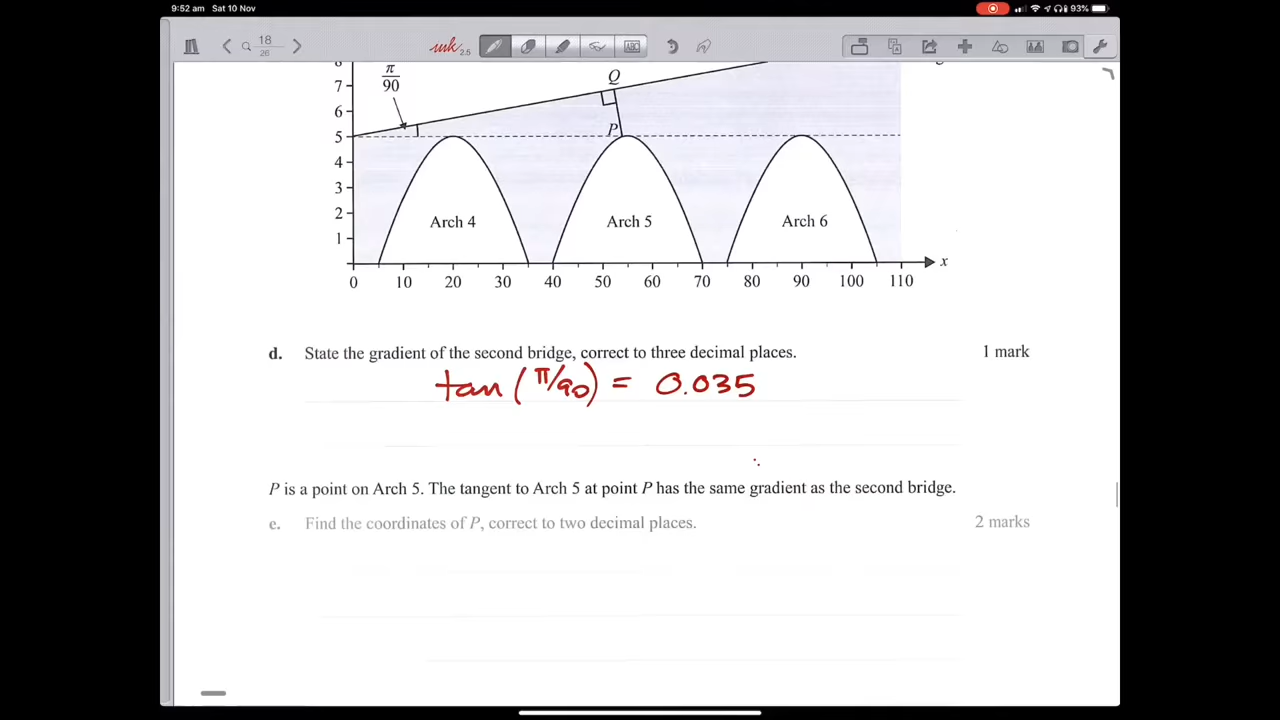 9:52 am Sat 10 Nov 93%
18
26
2.5
ABC
8
π
90
Q
7
6
P
5
4
3
2
1
Arch 4 Arch 5 Arch 6
x
0 10 20 30 40 50 60 70 80 90 100 110
d. State the gradient of the second bridge, correct to three decimal places. 1 mark
tan (π/90) = 0.035
P is a point on Arch 5. The tangent to Arch 5 at point P has the same gradient as the second bridge.
e. Find the coordinates of P, correct to two decimal places. 2 marks